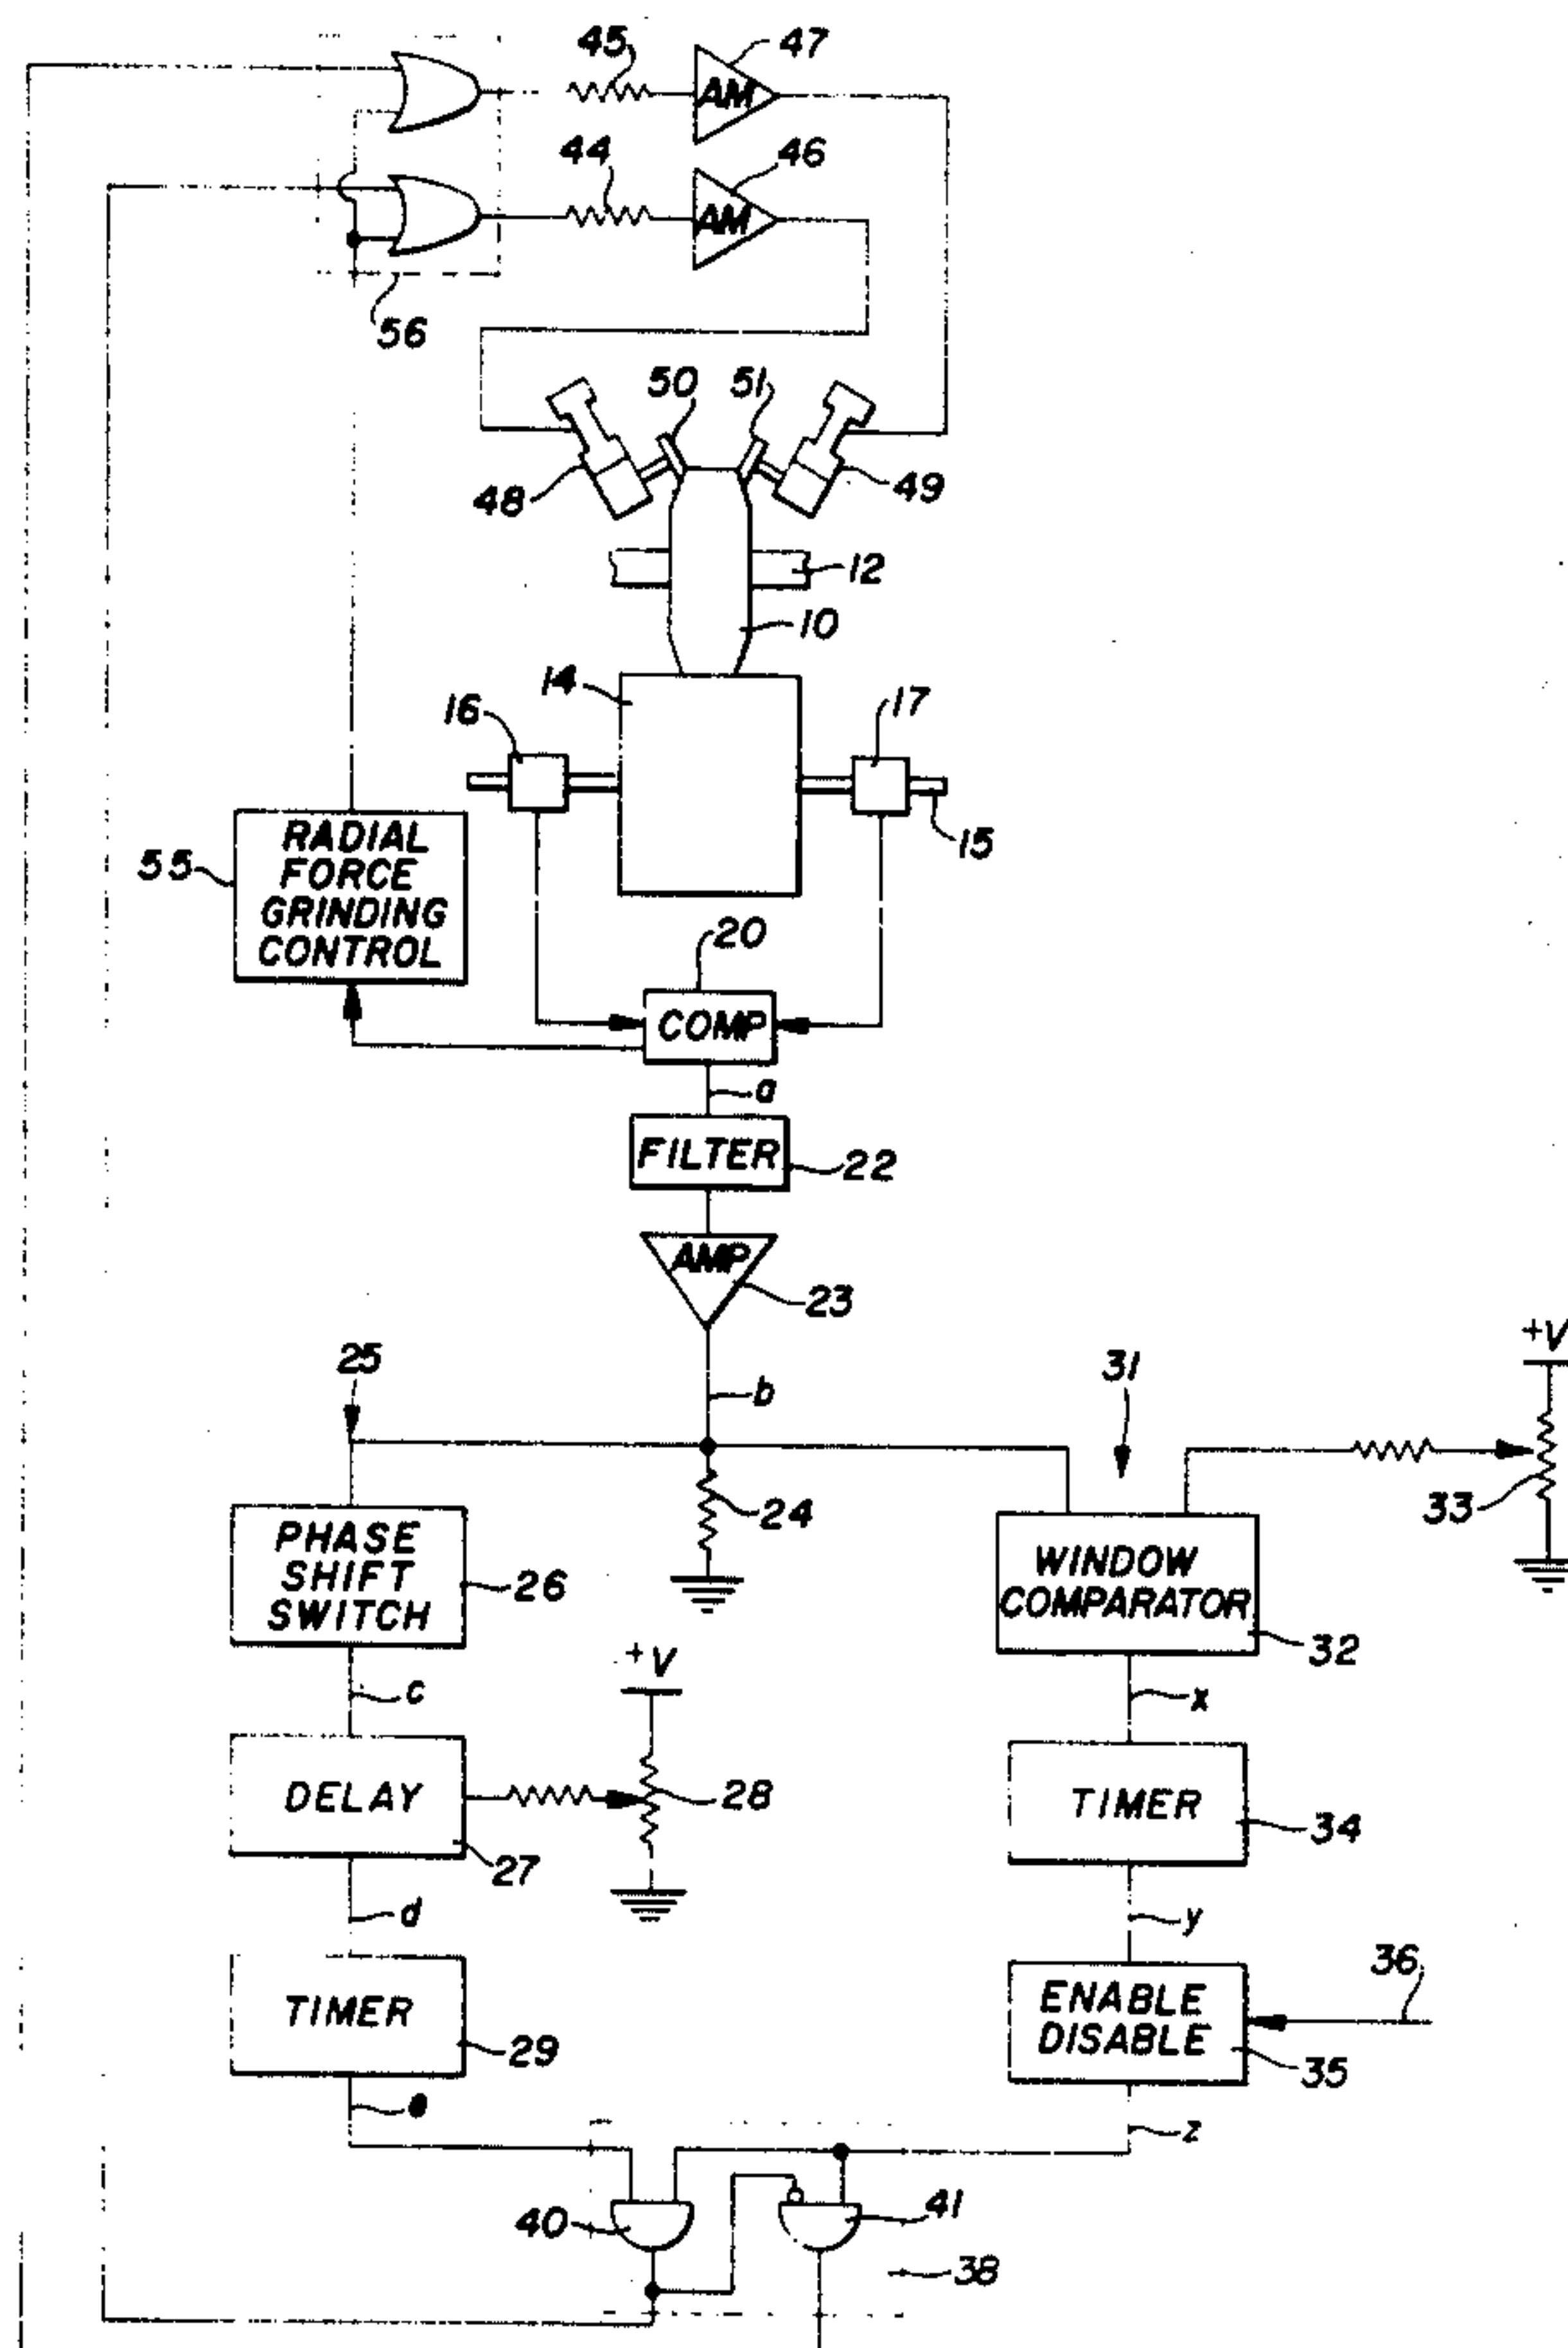 45
47
AM
44
46
AM
56
50
51
48
49
12
10
14
16
17
15
55
RADIAL
FORCE
GRINDING
CONTROL
20
COMP
a
FILTER
22
AMP
23
25
b
31
+V
24
33
PHASE
SHIFT
SWITCH
26
WINDOW
COMPARATOR
32
+V
c
x
DELAY
28
27
TIMER
34
d
y
TIMER
29
36
ENABLE
DISABLE
35
e
z
40
41
38